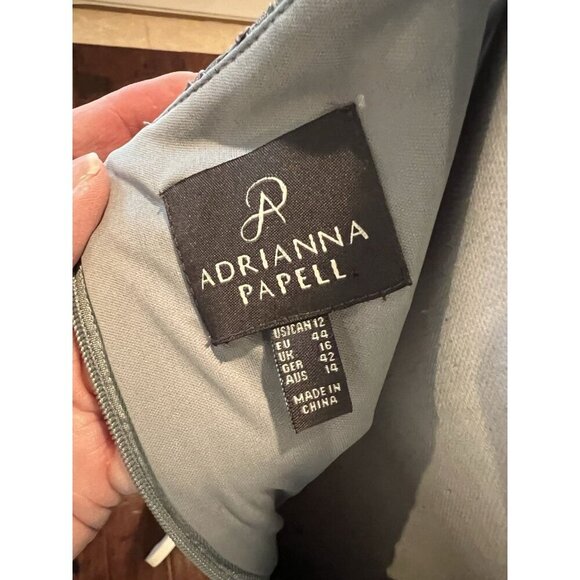 AP
ADRIANNA
PAPELL
US/CAN 12
EU 44
UK 16
GER 42
AUS 14
MADE IN
CHINA